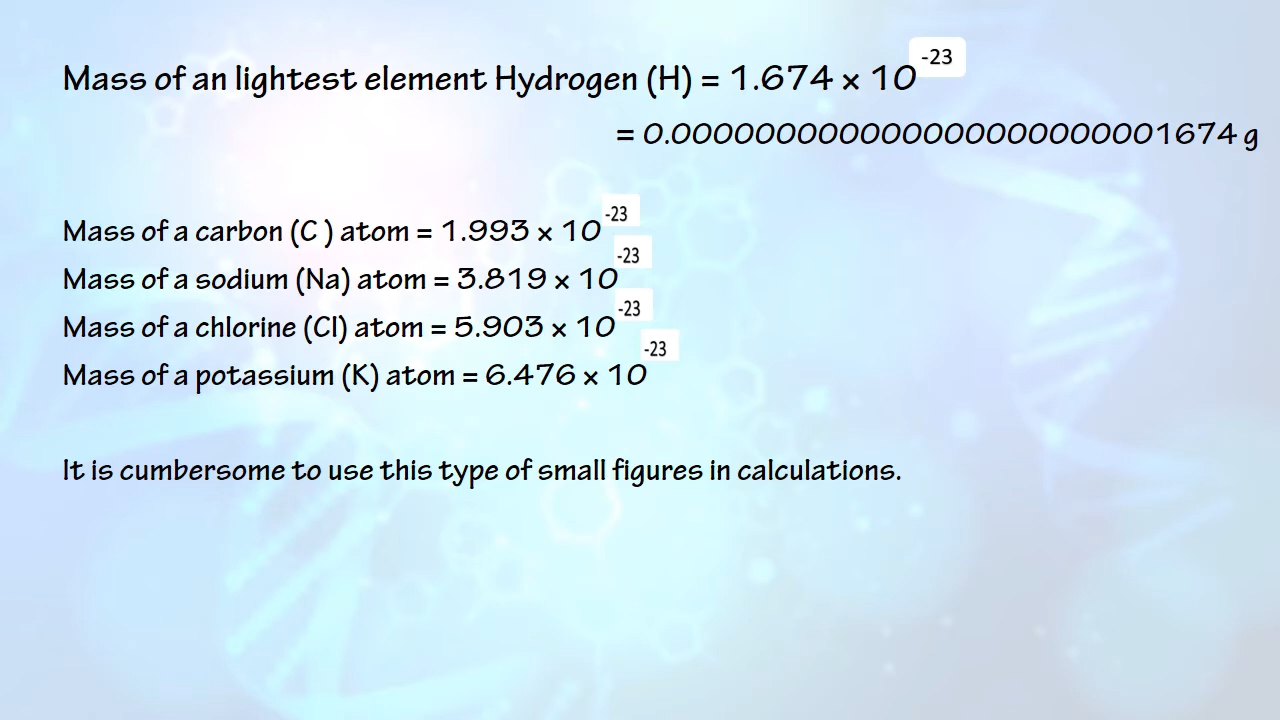 Mass of an lightest element Hydrogen (H) = 1.674 × 10⁻²³
= 0.000000000000000000000001674 g
Mass of a carbon (C ) atom = 1.993 × 10⁻²³
Mass of a sodium (Na) atom = 3.819 × 10⁻²³
Mass of a chlorine (Cl) atom = 5.903 × 10⁻²³
Mass of a potassium (K) atom = 6.476 × 10⁻²³
It is cumbersome to use this type of small figures in calculations.